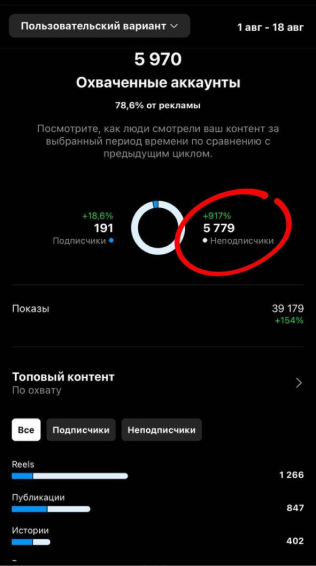 Пользовательский вариант
1 авг - 18 авг
5 970
Охваченные аккаунты
78,6% от рекламы
Посмотрите, как люди смотрели ваш контент за
выбранный период времени по сравнению с
предыдущим циклом.
+18,6%
191
Подписчики
+917%
5 779
Неподписчики
Показы
39 179
+154%
Топовый контент
По охвату
Все
Подписчики
Неподписчики
Reels
1 266
Публикации
847
Истории
402